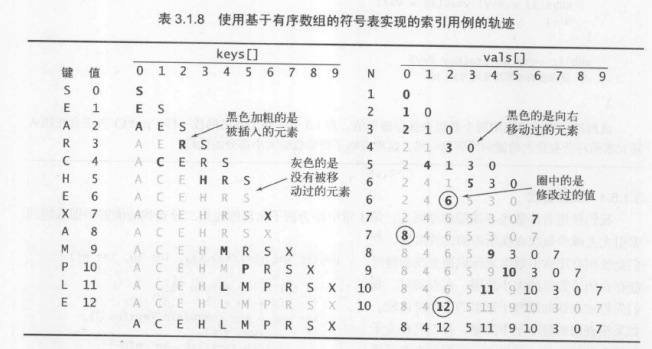 表 3.1.8 使用基于有序数组的符号表实现的索引用例的轨迹
keys[] vals[]
键 值 0 1 2 3 4 5 6 7 8 9 N 0 1 2 3 4 5 6 7 8 9
S 0 S 1 0
E 1 E S 2 1 0
A 2 A E S 3 2 1 0
R 3 A E R S 4 2 1 3 0
C 4 A C E R S 5 2 4 1 3 0
H 5 A C E H R S 6 2 4 1 5 3 0
E 6 A C E H R S 6 2 4 6 5 3 0
X 7 A C E H R S X 7 2 4 6 5 3 0 7
A 8 A C E H R S X 7 8 4 6 5 3 0 7
M 9 A C E H M R S X 8 8 4 6 5 9 3 0 7
P 10 A C E H M P R S X 9 8 4 6 5 9 10 3 0 7
L 11 A C E H L M P R S X 10 8 4 6 5 11 9 10 3 0 7
E 12 A C E H L M P R S X 10 8 4 12 5 11 9 10 3 0 7
A C E H L M P R S X 8 4 12 5 11 9 10 3 0 7
黑色加粗的是
被插入的元素
灰色的是
没有被移
动过的元素
黑色的是向右
移动过的元素
圈中的是
修改过的值